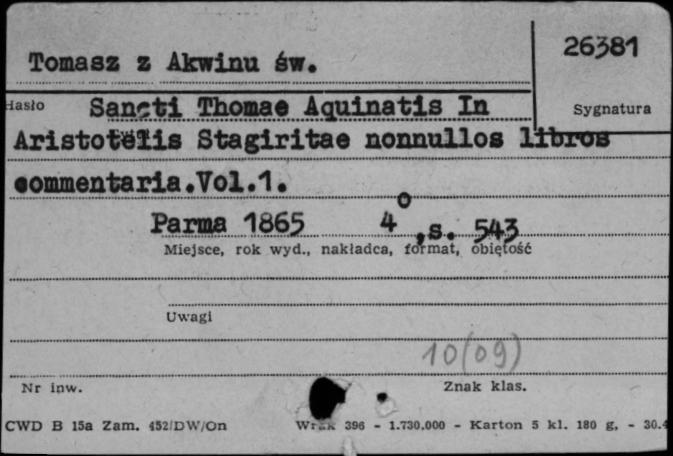 Tomasz z Akwinu św.
26381
Hasło
Sancti Thomae Aquinatis In
Sygnatura
Aristotelis Stagiritae nonnullos libros
commentaria.Vol.1.
Parma 1865 4º,s. 543
Miejsce, rok wyd., nakładca, format, objętość
Uwagi
10(09)
Nr inw.
Znak klas.
CWD B 15a Zam. 452/DW/On
396 - 1.730.000 - Karton 5 kl. 180 g, - 30.4